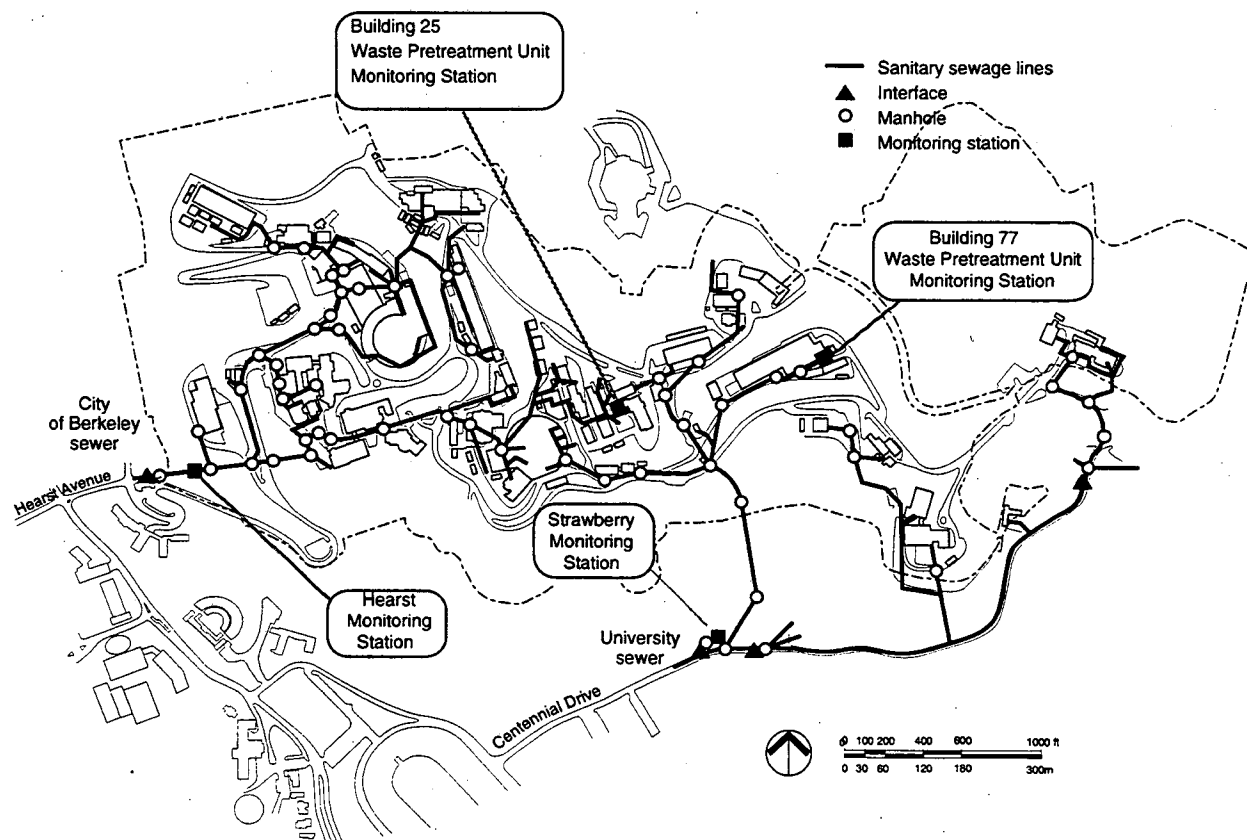 Building 25
Waste Pretreatment Unit
Monitoring Station
Sanitary sewage lines
Interface
Manhole
Monitoring station
Building 77
Waste Pretreatment Unit
Monitoring Station
City
of Berkeley
sewer
Hearst Avenue
Strawberry
Monitoring
Station
Hearst
Monitoring
Station
University
sewer
Centennial Drive
0 100 200 400 600 1000 ft
0 30 60 120 180 300m